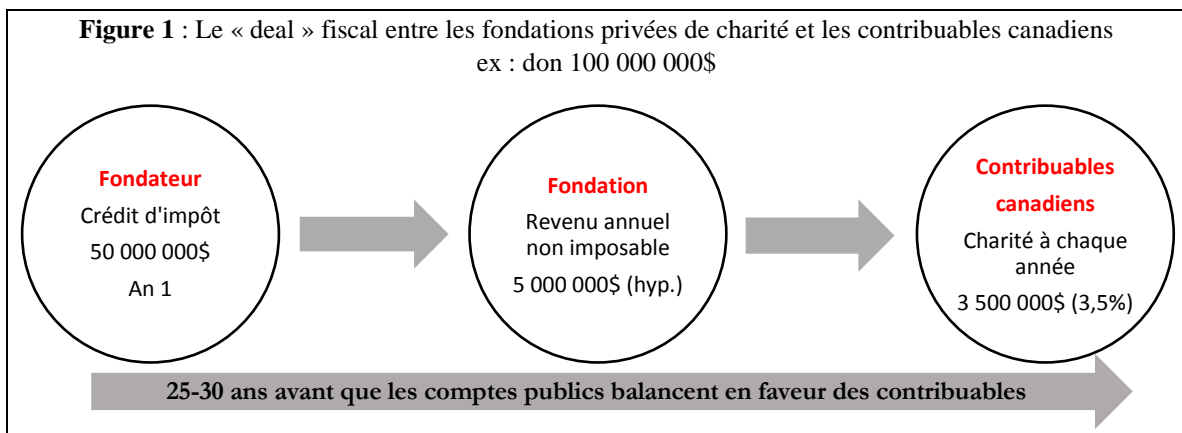 Figure 1 : Le « deal » fiscal entre les fondations privées de charité et les contribuables canadiens
ex : don 100 000 000$
Fondateur
Crédit d'impôt
50 000 000$
An 1
Fondation
Revenu annuel
non imposable
5 000 000$ (hyp.)
Contribuables
canadiens
Charité à chaque
année
3 500 000$ (3,5%)
25-30 ans avant que les comptes publics balancent en faveur des contribuables